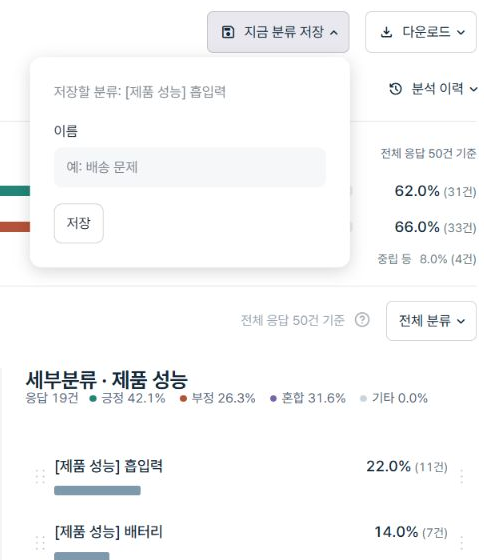 지금 분류 저장
다운로드
저장할 분류: [제품 성능] 흡입력
분석 이력
이름
예: 배송 문제
저장
전체 응답 50건 기준
62.0% (31건)
66.0% (33건)
중립 등 8.0% (4건)
전체 응답 50건 기준 ?
전체 분류
세부분류 · 제품 성능
응답 19건 긍정 42.1% 부정 26.3% 혼합 31.6% 기타 0.0%
[제품 성능] 흡입력 22.0% (11건)
[제품 성능] 배터리 14.0% (7건)